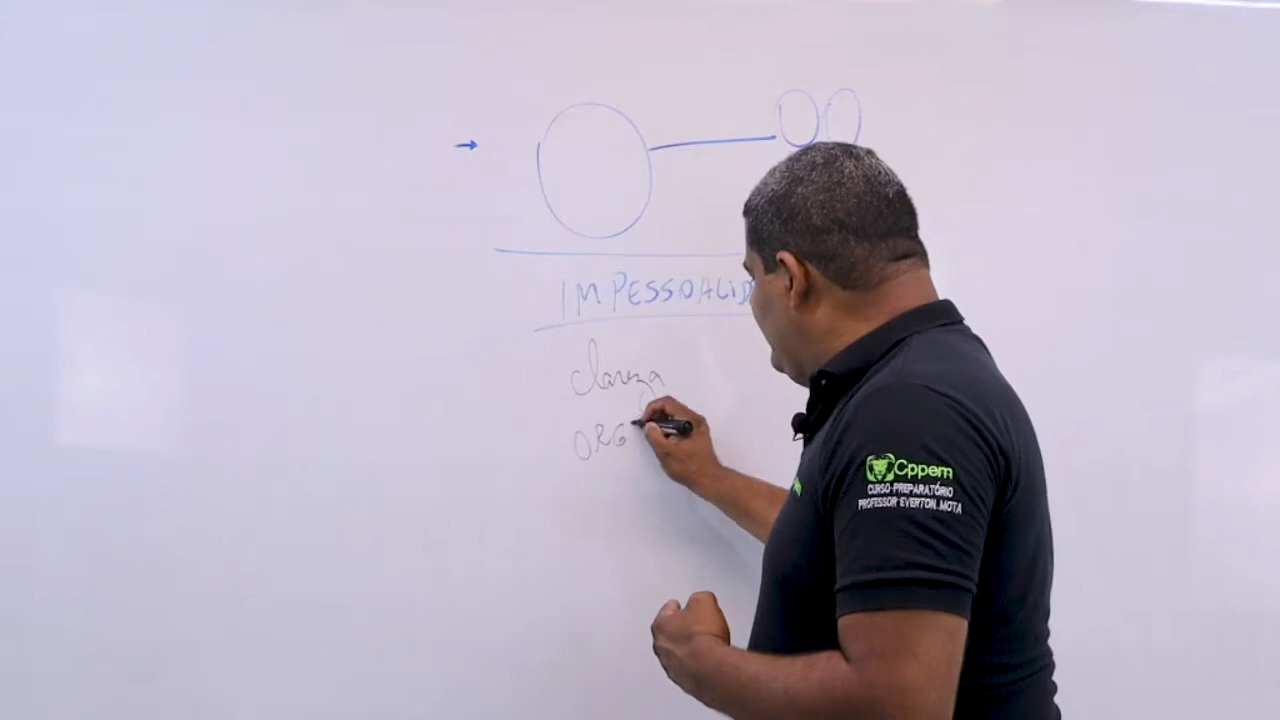 IMPESSOALID
clareza
ORG
Cppem
CURSO PREPARATÓRIO
PROFESSOR EVERTON MOTA